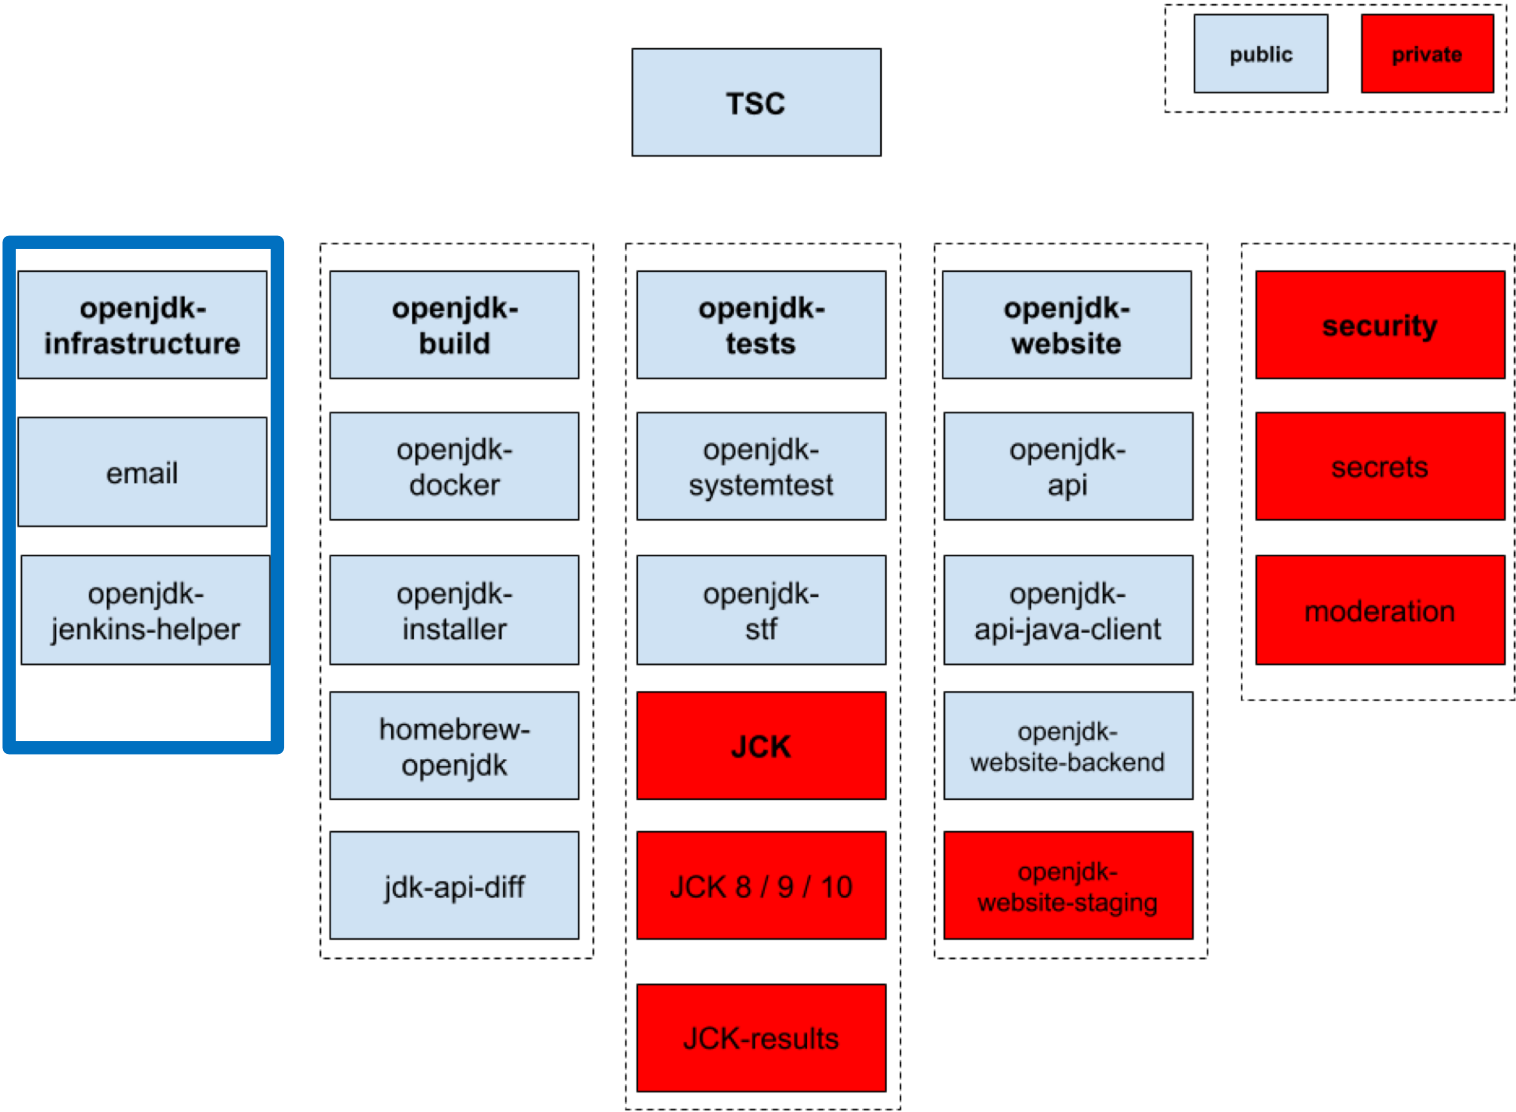 public
private
TSC
openjdk-
infrastructure
email
openjdk-
jenkins-helper
openjdk-
build
openjdk-
docker
openjdk-
installer
homebrew-
openjdk
jdk-api-diff
openjdk-
tests
openjdk-
systemtest
openjdk-
stf
JCK
JCK 8 / 9 / 10
JCK-results
openjdk-
website
openjdk-
api
openjdk-
api-java-client
openjdk-
website-backend
openjdk-
website-staging
security
secrets
moderation